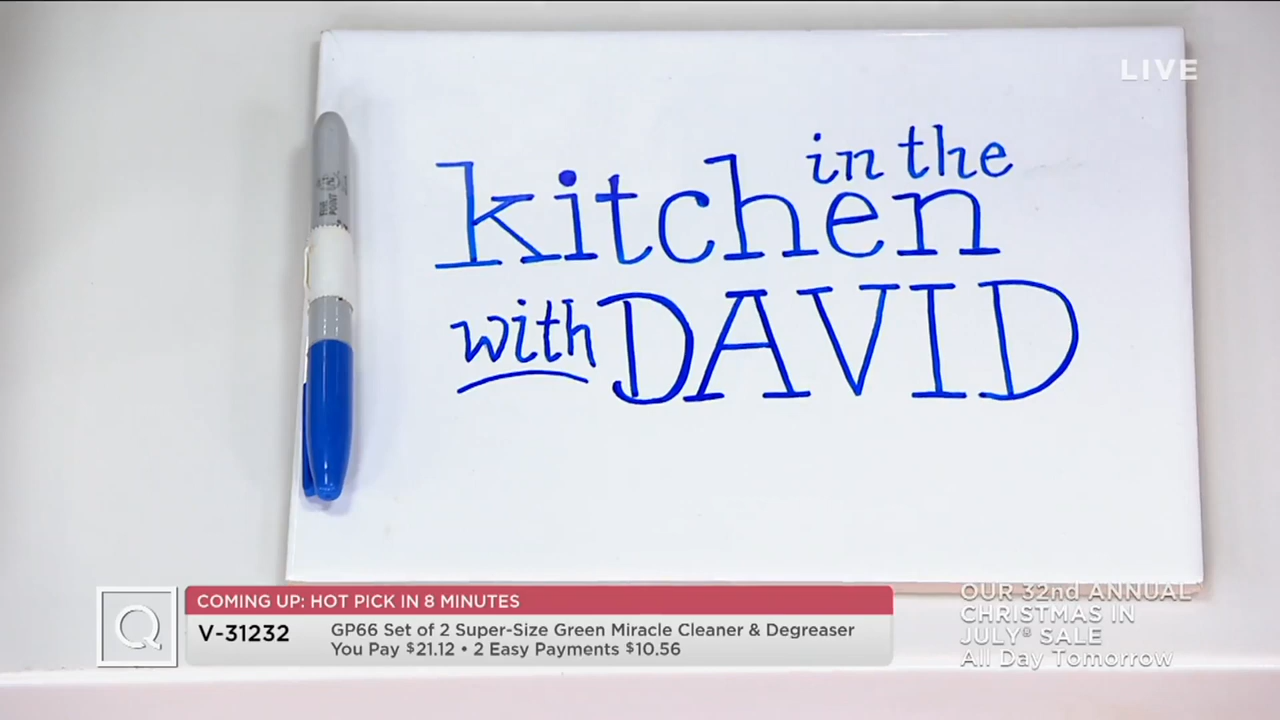 LIVE
in the
kitchen
with DAVID
FINE
POINT
Q
COMING UP: HOT PICK IN 8 MINUTES
V-31232
GP66 Set of 2 Super-Size Green Miracle Cleaner & Degreaser
You Pay $21.12 • 2 Easy Payments $10.56
OUR 32nd ANNUAL
CHRISTMAS IN
JULY® SALE
All Day Tomorrow